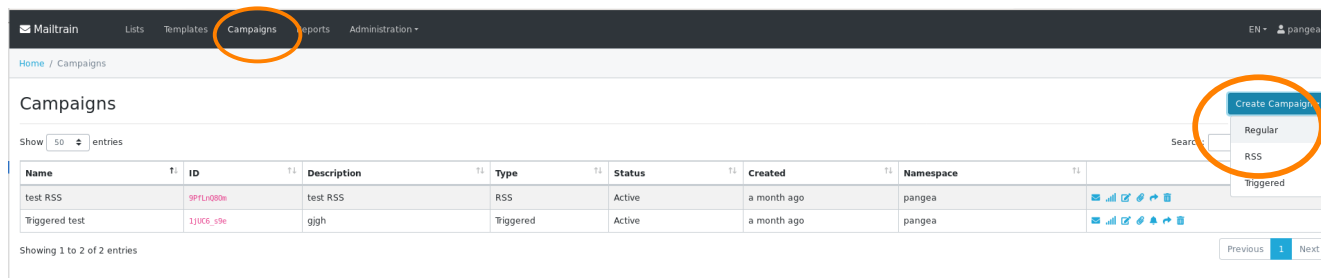 Mailtrain Lists Templates Campaigns Reports Administration EN pangea
Home / Campaigns
Campaigns
Create Campaign
Regular
RSS
Triggered
Show 50 entries
Search:
Name ID Description Type Status Created Namespace
test RSS 9PfLnQ8Om test RSS RSS Active a month ago pangea
Triggered test 1jUC6_s9e gjgh Triggered Active a month ago pangea
Showing 1 to 2 of 2 entries
Previous 1 Next